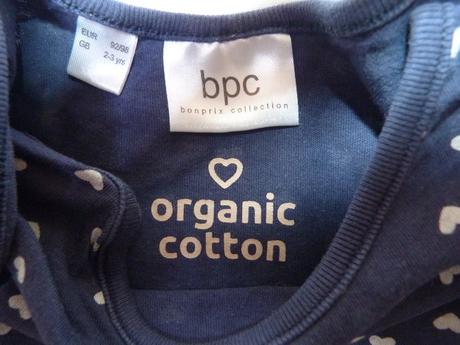 EUR 92/98
GB 2-3 yrs
bpc
bonprix collection
organic
cotton